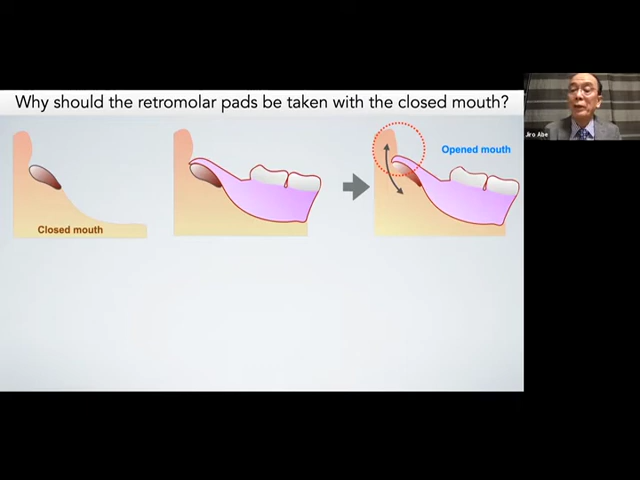 Why should the retromolar pads be taken with the closed mouth?
Jiro Abe
Opened mouth
Closed mouth